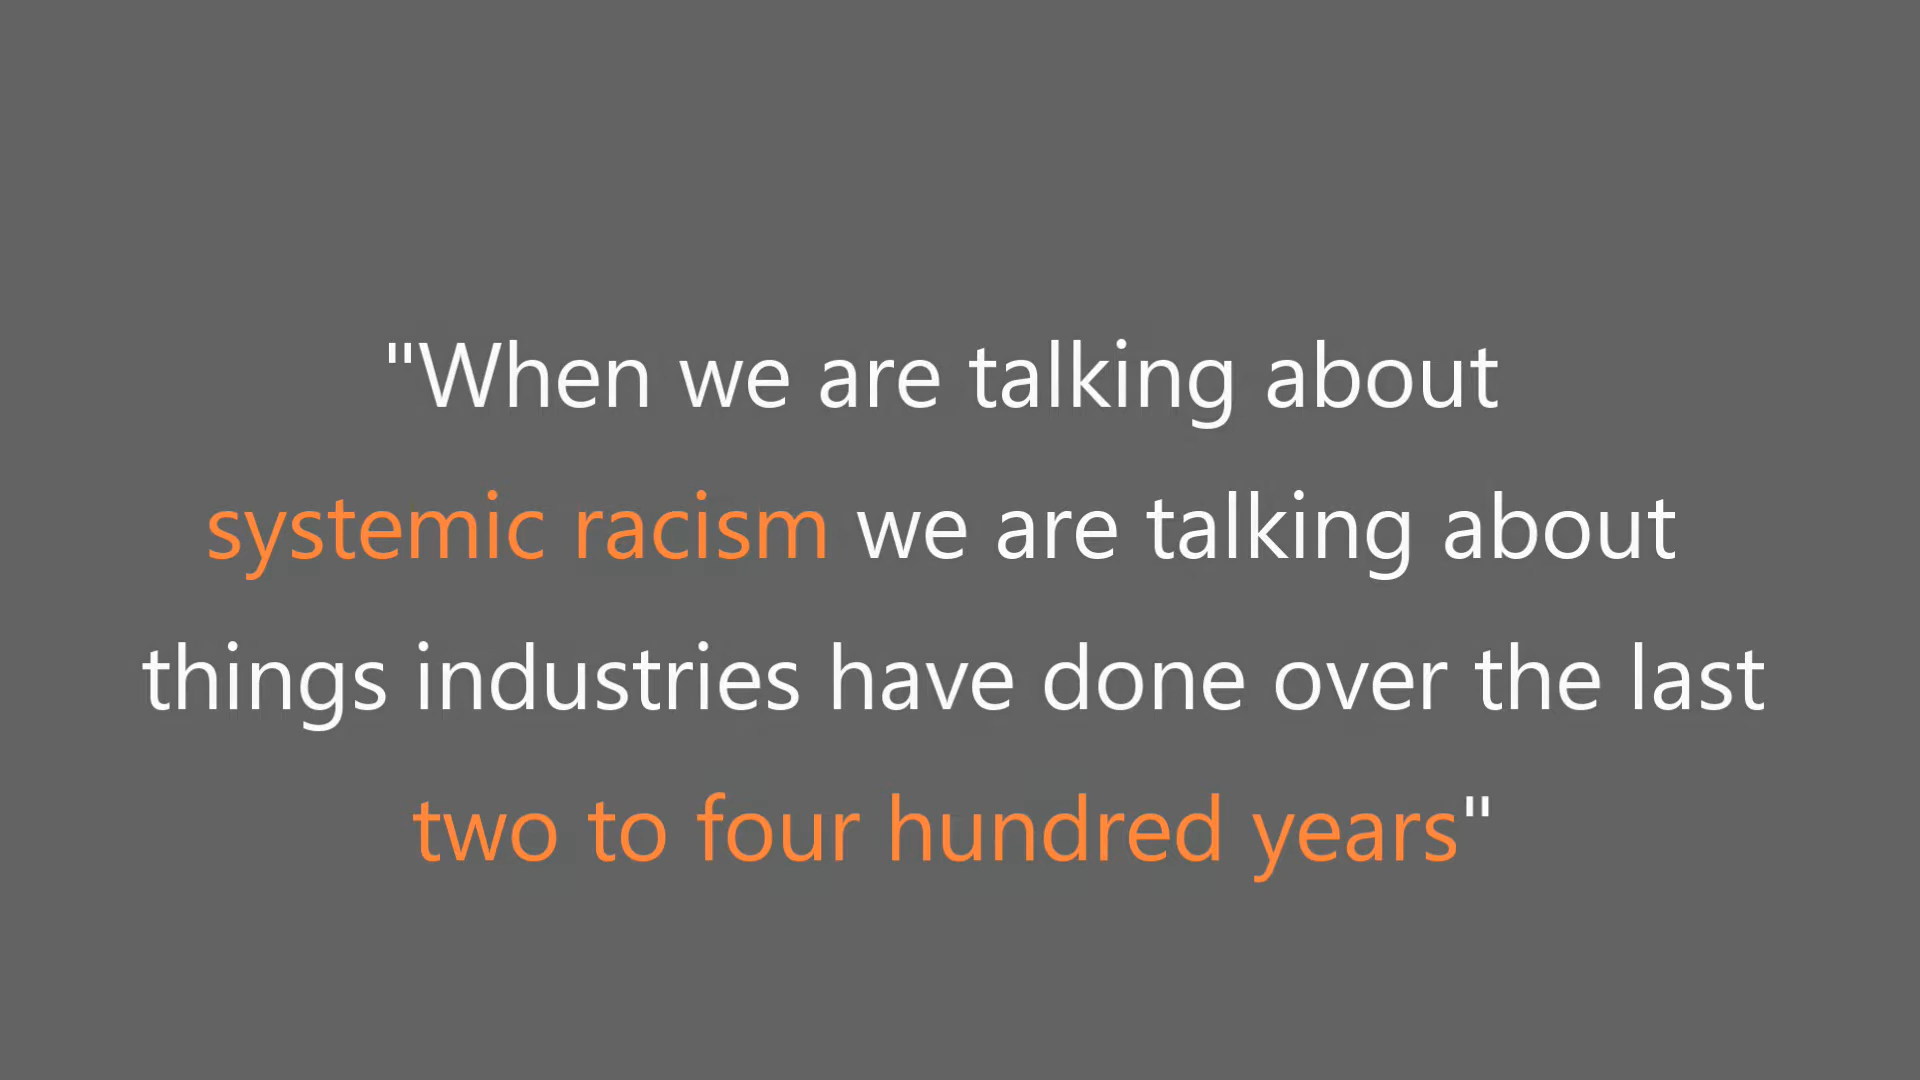 "When we are talking about
systemic racism we are talking about
things industries have done over the last
two to four hundred years"